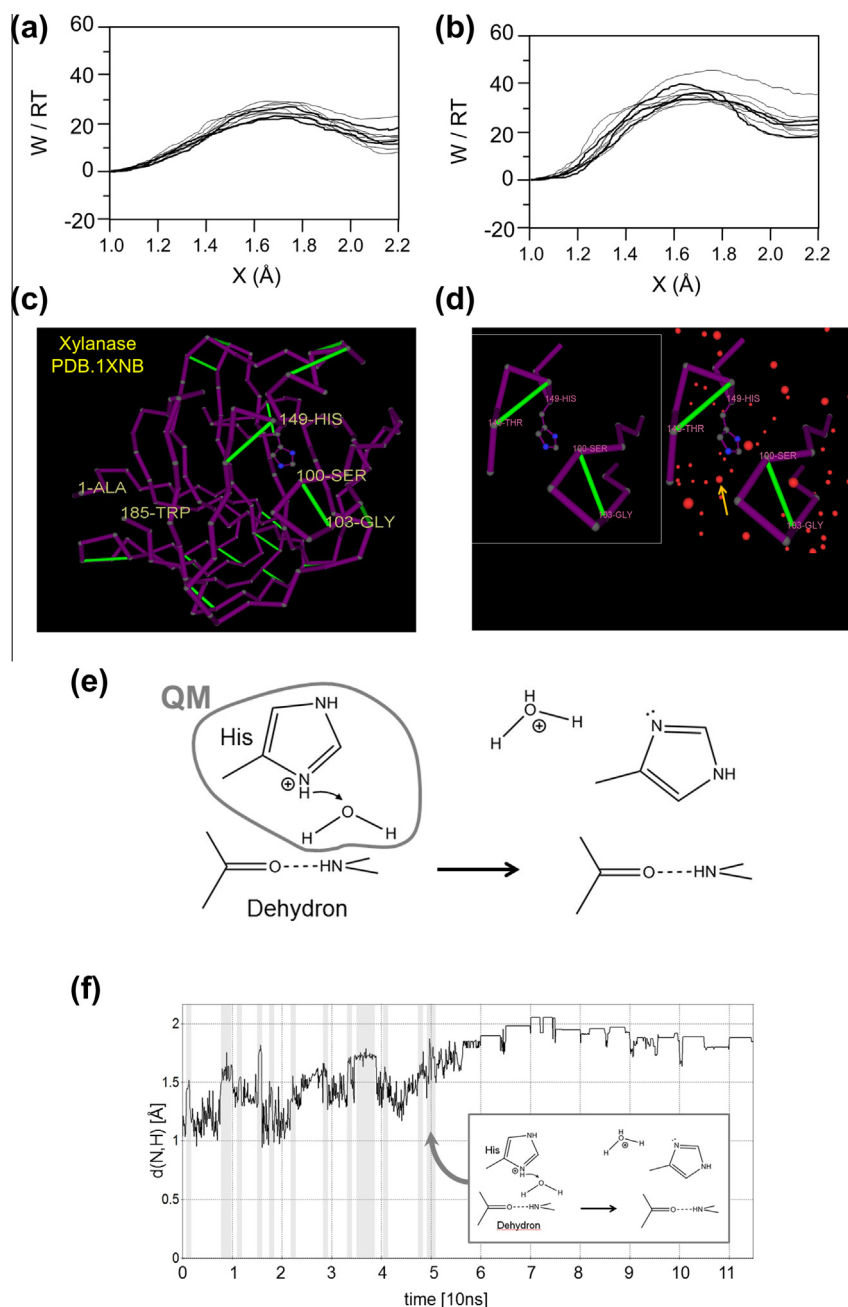 (a)
60
40
20
0
-20
W / RT
1.0 1.2 1.4 1.6 1.8 2.0 2.2
X (Å)
(b)
60
40
20
0
-20
W / RT
1.0 1.2 1.4 1.6 1.8 2.0 2.2
X (Å)
(c)
Xylanase
PDB.1XNB
149-HIS
100-SER
1-ALA
185-TRP
103-GLY
(d)
149-HIS
100-SER
103-GLY
149-HIS
100-SER
103-GLY
(e)
QM
His
NH
N
⊕
H
O
H
H
O
HN
Dehydron
H
O
H
H
⊕
N
NH
O
HN
(f)
2
1.5
1
0.5
0
d(N,H) [Å]
0 1 2 3 4 5 6 7 8 9 10 11
time [10ns]
His
NH
N
⊕
H
O
H
H
O
HN
Dehydron
H
O
H
H
⊕
N
NH
O
HN